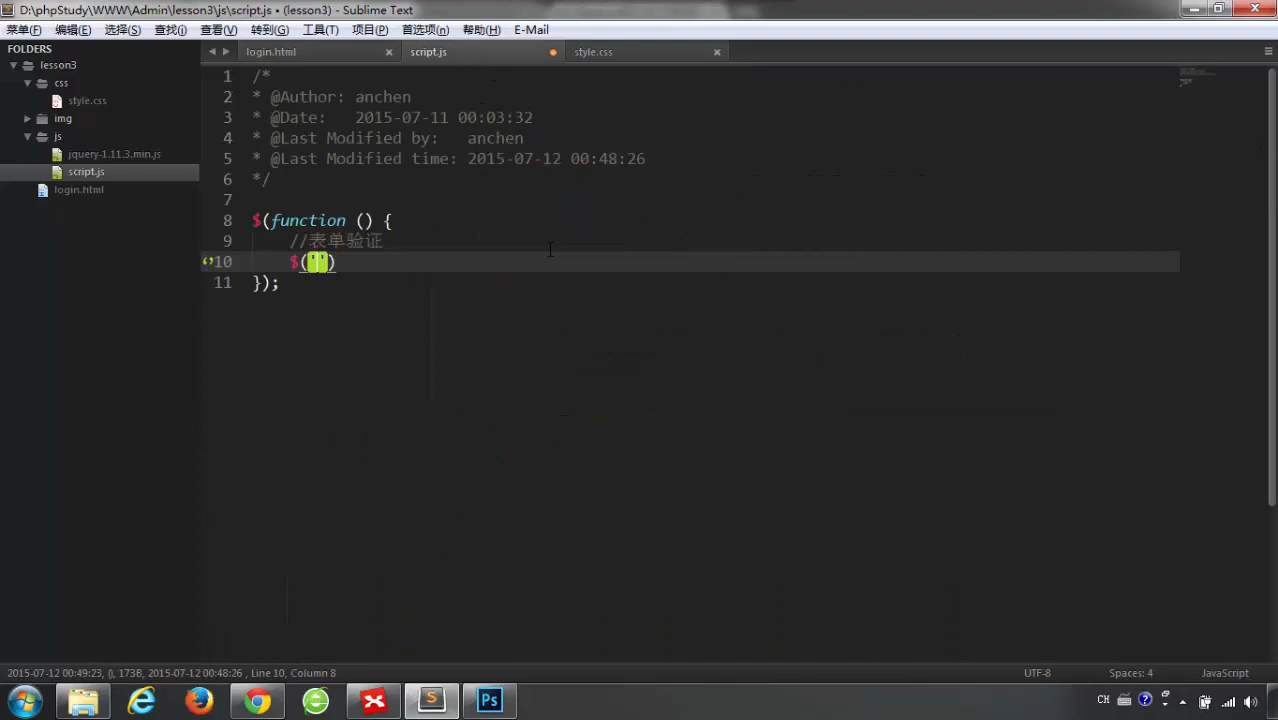 D:\phpStudy\WWW\Admin\lesson3\js\script.js • (lesson3) - Sublime Text
菜单(F) 编辑(E) 选择(S) 查找(I) 查看(V) 转到(G) 工具(T) 项目(P) 首选项(n) 帮助(H) E-Mail
FOLDERS
lesson3
css
style.css
img
js
jquery-1.11.3.min.js
script.js
login.html
login.html script.js style.css
1 /*
2 * @Author: anchen
3 * @Date:   2015-07-11 00:03:32
4 * @Last Modified by:   anchen
5 * @Last Modified time: 2015-07-12 00:48:26
6 */
7
8 $(function () {
9     //表单验证
10     $('')
11 });
2015-07-12 00:49:23, {}, 173B, 2015-07-12 00:48:26 , Line 10, Column 8 UTF-8 Spaces: 4 JavaScript
S Ps CH